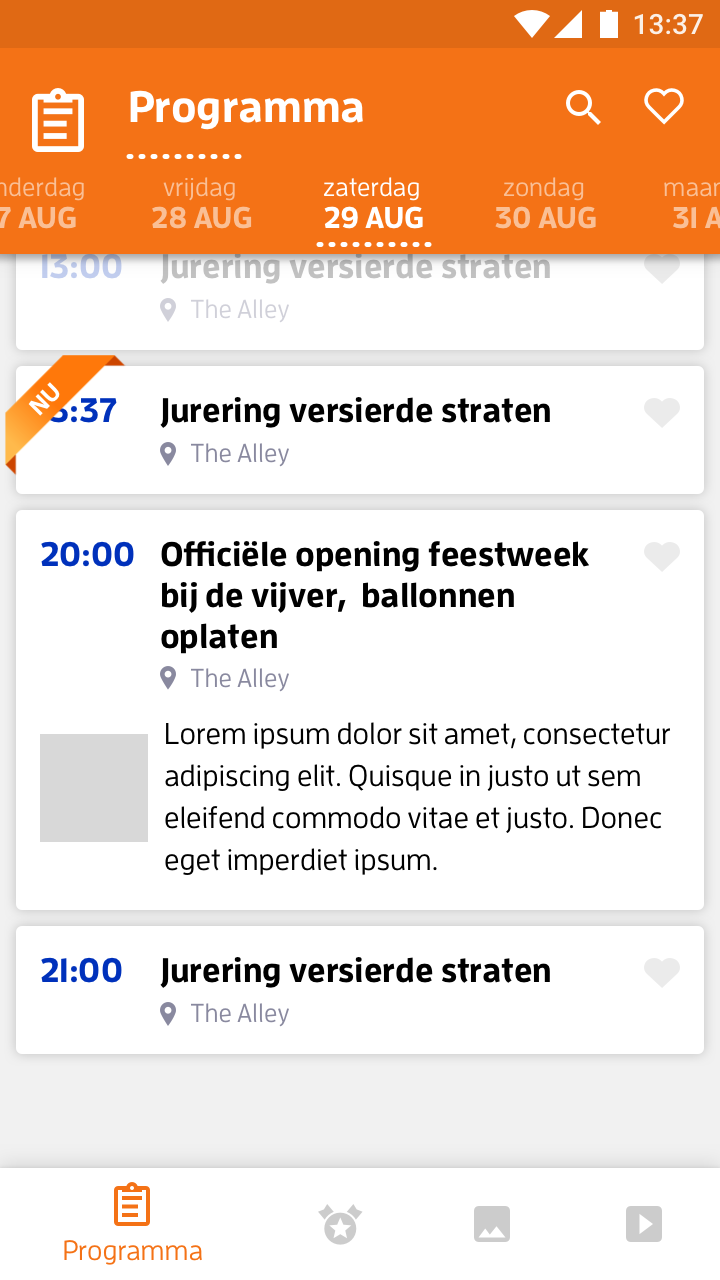 13:37
Programma
nderdag
vrijdag
zaterdag
zondag
maar
7 AUG
28 AUG
29 AUG
30 AUG
31 A
13:00
Jurering versierde straten
The Alley
NU
:37
Jurering versierde straten
The Alley
20:00
Officiële opening feestweek
bij de vijver, ballonnen
oplaten
The Alley
Lorem ipsum dolor sit amet, consectetur
adipiscing elit. Quisque in justo ut sem
eleifend commodo vitae et justo. Donec
eget imperdiet ipsum.
21:00
Jurering versierde straten
The Alley
Programma